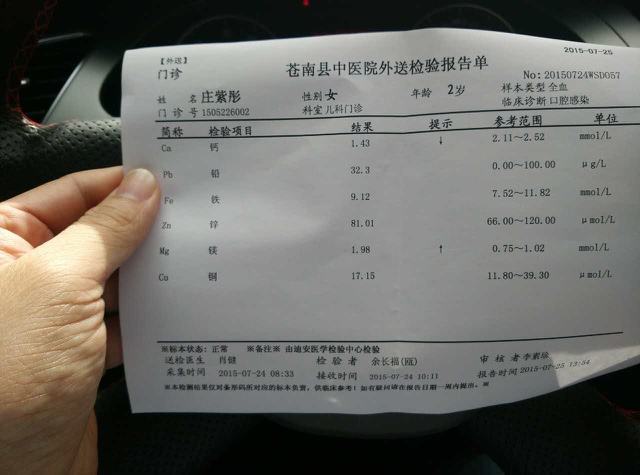 【外送】
门诊
苍南县中医院外送检验报告单
2015-07-25
No:20150724WSD057
姓 名 庄紫彤 性别 女 年龄 2岁 样本类型 全血
门 诊 号 1505226002 科室 儿科门诊 临床诊断 口腔感染
简称 检验项目 结果 提示 参考范围 单位
Ca 钙 1.43 ↓ 2.11~2.52 mmol/L
Pb 铅 32.3 0.00~100.00 μg/L
Fe 铁 9.12 7.52~11.82 mmol/L
Zn 锌 81.01 66.00~120.00 μmol/L
Mg 镁 1.98 ↑ 0.75~1.02 mmol/L
Cu 铜 17.15 11.80~39.30 μmol/L
※标本状态: 正常 ※备注※ 由迪安医学检验中心检验
送检医生 肖健 检 验 者 余长福(瓯) 审 核 者 李素琼
采集时间 2015-07-24 08:33 接收时间 2015-07-24 10:11 报告时间 2015-07-25 13:54
※本检测结果仅对条形码所对应的标本负责,供临床参考!如有疑问请在报告日期一周内提出。※